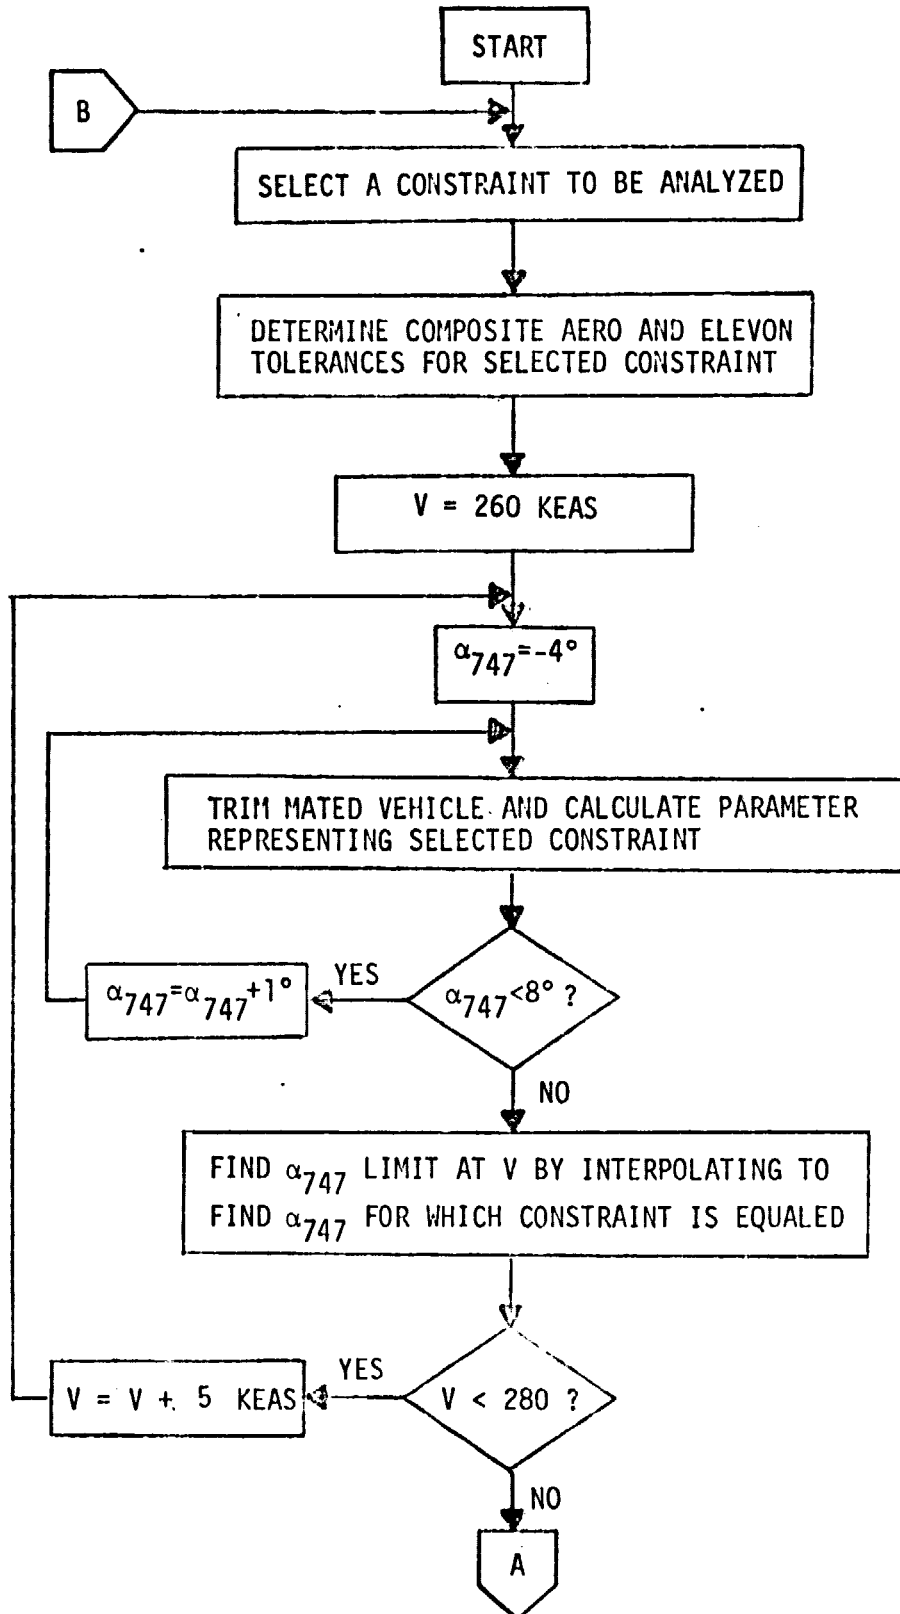 START
B
SELECT A CONSTRAINT TO BE ANALYZED
DETERMINE COMPOSITE AERO AND ELEVON
TOLERANCES FOR SELECTED CONSTRAINT
V = 260 KEAS
α747=-4°
TRIM MATED VEHICLE AND CALCULATE PARAMETER
REPRESENTING SELECTED CONSTRAINT
YES
α747=α747+1°
α747<8° ?
NO
FIND α747 LIMIT AT V BY INTERPOLATING TO
FIND α747 FOR WHICH CONSTRAINT IS EQUALED
YES
V = V + 5 KEAS
V < 280 ?
NO
A